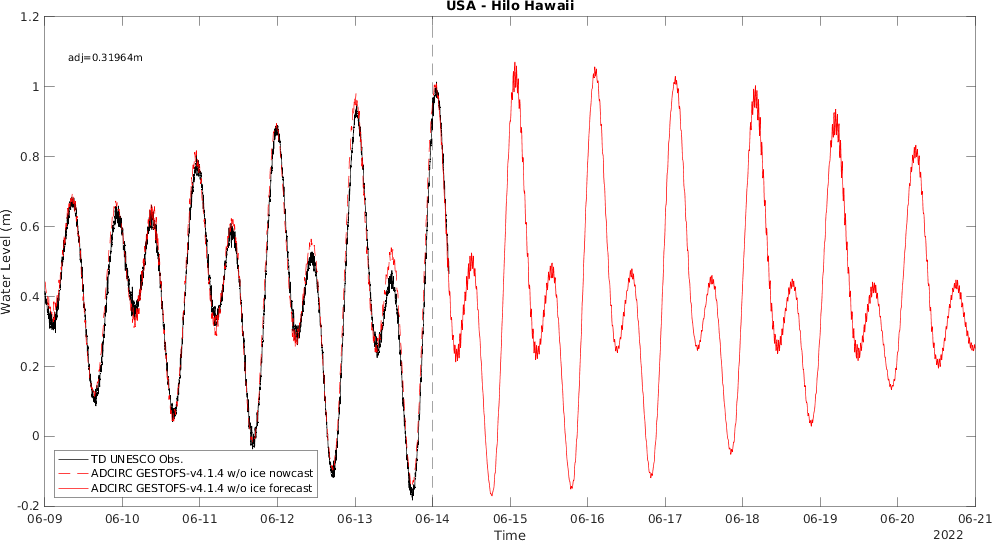 USA - Hilo Hawaii
1.2
adj=0.31964m
1
0.8
0.6
0.4
0.2
0
-0.2
Water Level (m)
TD UNESCO Obs.
ADCIRC GESTOFS-v4.1.4 w/o ice nowcast
ADCIRC GESTOFS-v4.1.4 w/o ice forecast
06-09 06-10 06-11 06-12 06-13 06-14 06-15 06-16 06-17 06-18 06-19 06-20 06-21
Time
2022